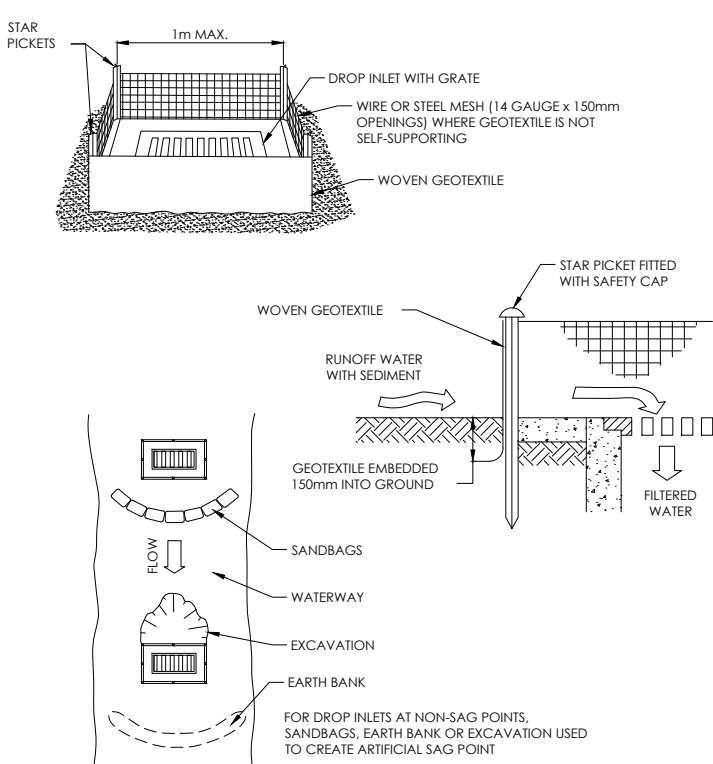 STAR
PICKETS
1m MAX.
DROP INLET WITH GRATE
WIRE OR STEEL MESH (14 GAUGE x 150mm
OPENINGS) WHERE GEOTEXTILE IS NOT
SELF-SUPPORTING
WOVEN GEOTEXTILE
STAR PICKET FITTED
WITH SAFETY CAP
WOVEN GEOTEXTILE
RUNOFF WATER
WITH SEDIMENT
GEOTEXTILE EMBEDDED
150mm INTO GROUND
FILTERED
WATER
SANDBAGS
FLOW
WATERWAY
EXCAVATION
EARTH BANK
FOR DROP INLETS AT NON-SAG POINTS,
SANDBAGS, EARTH BANK OR EXCAVATION USED
TO CREATE ARTIFICIAL SAG POINT